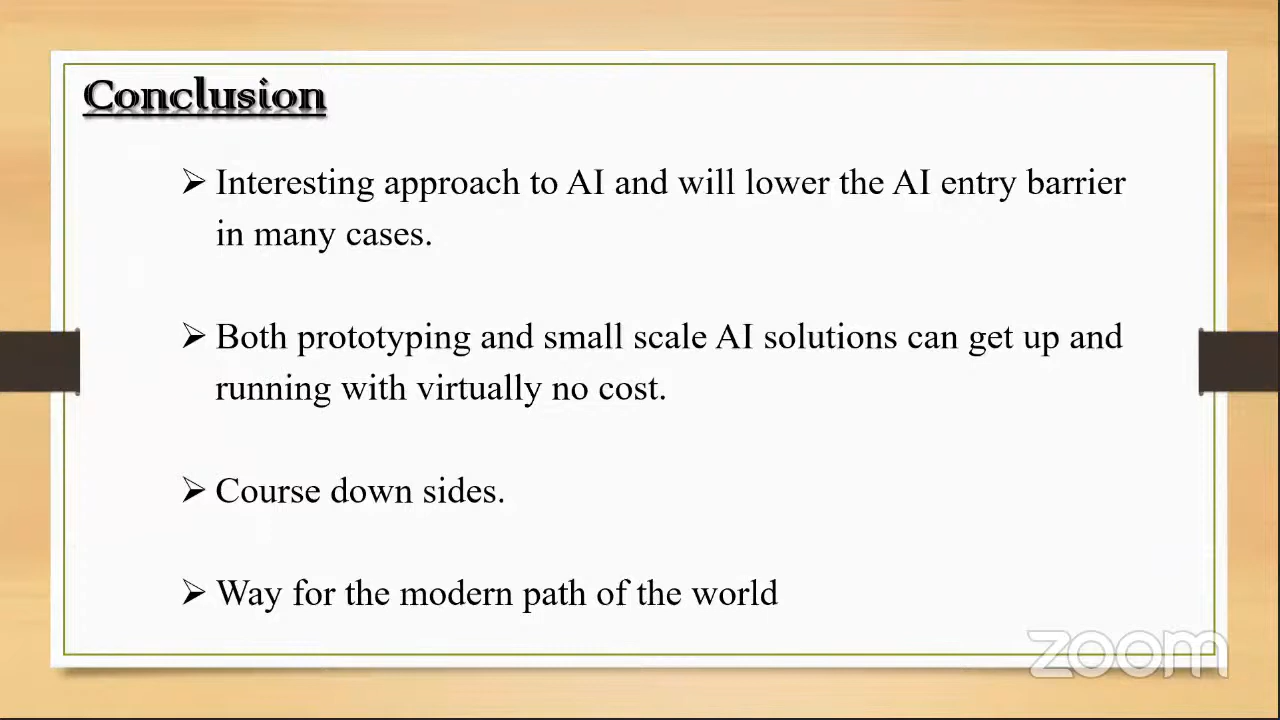 Conclusion
➢ Interesting approach to AI and will lower the AI entry barrier
in many cases.
➢ Both prototyping and small scale AI solutions can get up and
running with virtually no cost.
➢ Course down sides.
➢ Way for the modern path of the world
zoom